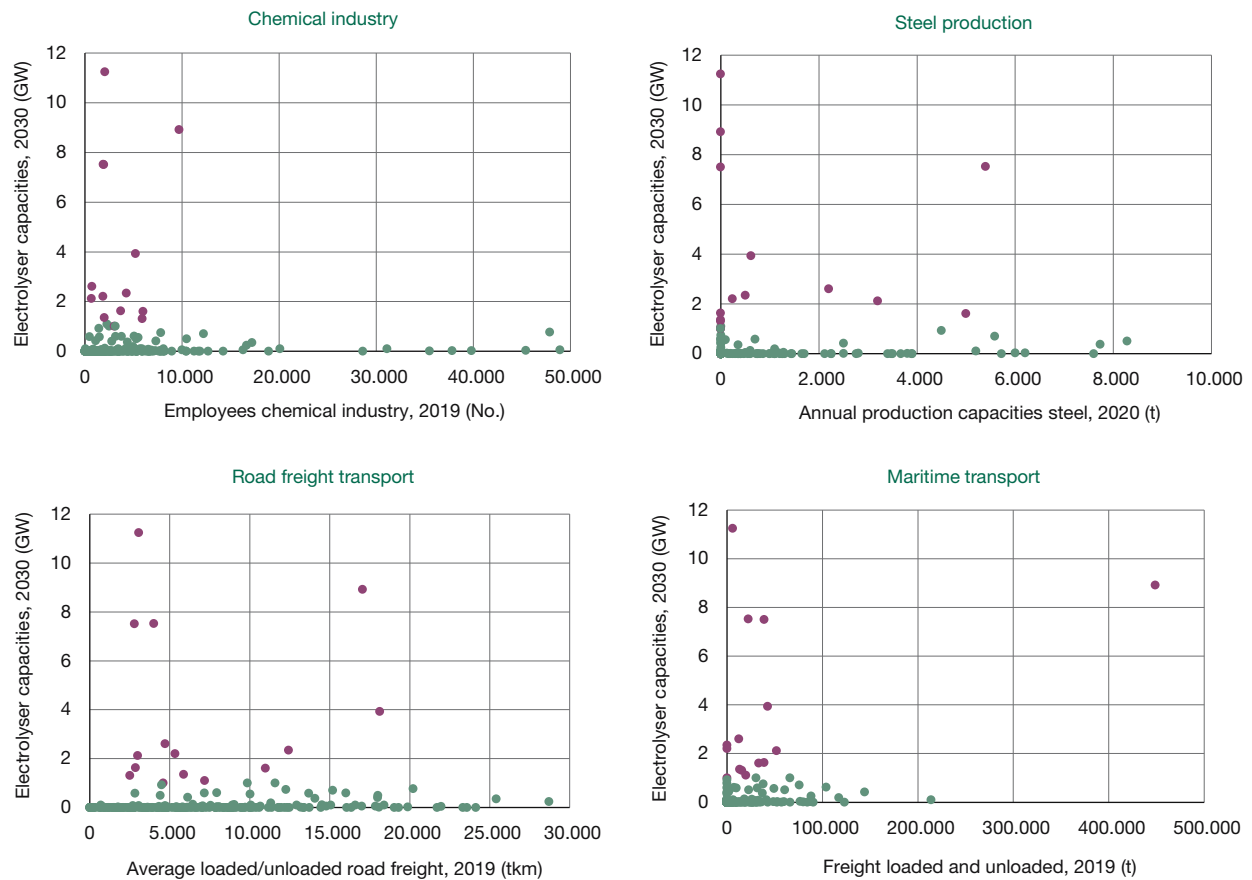 Chemical industry
Electrolyser capacities, 2030 (GW)
12
10
8
6
4
2
0
0 10.000 20.000 30.000 40.000 50.000
Employees chemical industry, 2019 (No.)
Steel production
Electrolyser capacities, 2030 (GW)
12
10
8
6
4
2
0
0 2.000 4.000 6.000 8.000 10.000
Annual production capacities steel, 2020 (t)
Road freight transport
Electrolyser capacities, 2030 (GW)
12
10
8
6
4
2
0
0 5.000 10.000 15.000 20.000 25.000 30.000
Average loaded/unloaded road freight, 2019 (tkm)
Maritime transport
Electrolyser capacities, 2030 (GW)
12
10
8
6
4
2
0
0 100.000 200.000 300.000 400.000 500.000
Freight loaded and unloaded, 2019 (t)